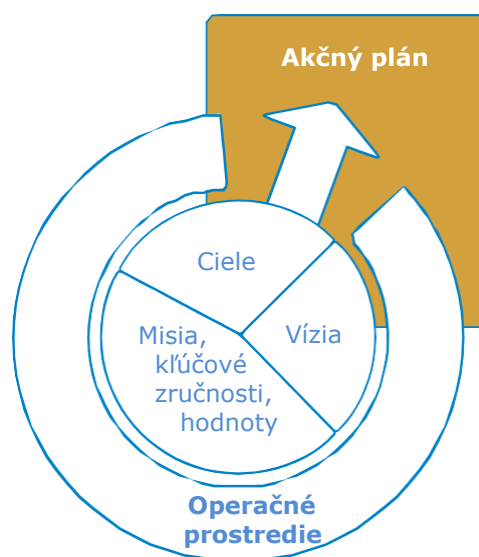 Akčný plán
Ciele
Vízia
Misia,
kľúčové
zručnosti,
hodnoty
Operačné
prostredie